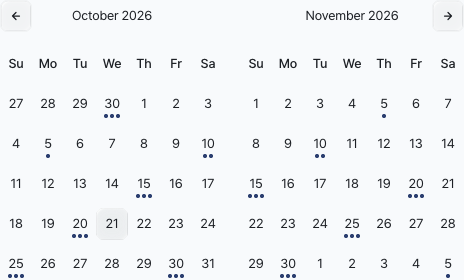 October 2026
Su Mo Tu We Th Fr Sa
27 28 29 30 1 2 3
4 5 6 7 8 9 10
11 12 13 14 15 16 17
18 19 20 21 22 23 24
25 26 27 28 29 30 31
November 2026
Su Mo Tu We Th Fr Sa
1 2 3 4 5 6 7
8 9 10 11 12 13 14
15 16 17 18 19 20 21
22 23 24 25 26 27 28
29 30 1 2 3 4 5